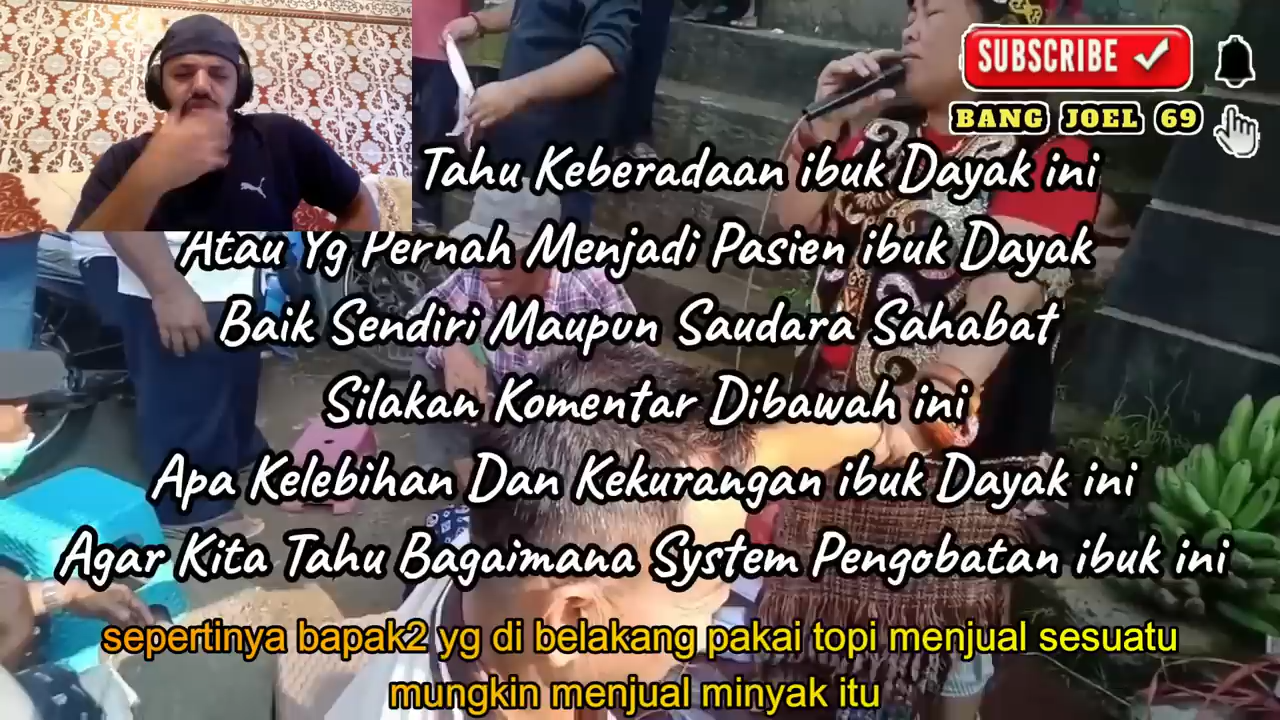 SUBSCRIBE
BANG JOEL 69
Tahu Keberadaan ibuk Dayak ini
Atau Yg Pernah Menjadi Pasien ibuk Dayak
Baik Sendiri Maupun Saudara Sahabat
Silakan Komentar Dibawah ini
Apa Kelebihan Dan Kekurangan ibuk Dayak ini
Agar Kita Tahu Bagaimana System Pengobatan ibuk ini
sepertinya bapak2 yg di belakang pakai topi menjual sesuatu
mungkin menjual minyak itu